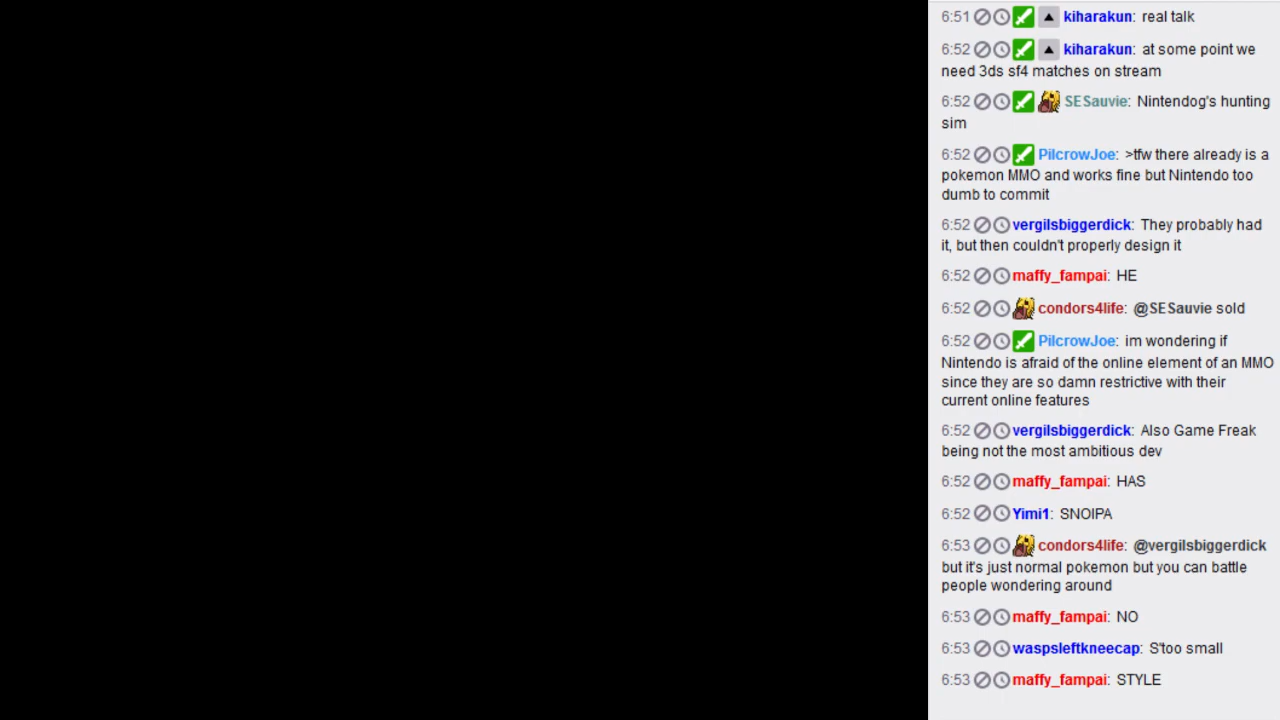 6:51 kiharakun: real talk
6:52 kiharakun: at some point we
need 3ds sf4 matches on stream
6:52 SESauvie: Nintendog's hunting
sim
6:52 PilcrowJoe: >tfw there already is a
pokemon MMO and works fine but Nintendo too
dumb to commit
6:52 vergilsbiggerdick: They probably had
it, but then couldn't properly design it
6:52 maffy_fampai: HE
6:52 condors4life: @SESauvie sold
6:52 PilcrowJoe: im wondering if
Nintendo is afraid of the online element of an MMO
since they are so damn restrictive with their
current online features
6:52 vergilsbiggerdick: Also Game Freak
being not the most ambitious dev
6:52 maffy_fampai: HAS
6:52 Yimi1: SNOIPA
6:53 condors4life: @vergilsbiggerdick
but it's just normal pokemon but you can battle
people wondering around
6:53 maffy_fampai: NO
6:53 waspsleftkneecap: S'too small
6:53 maffy_fampai: STYLE